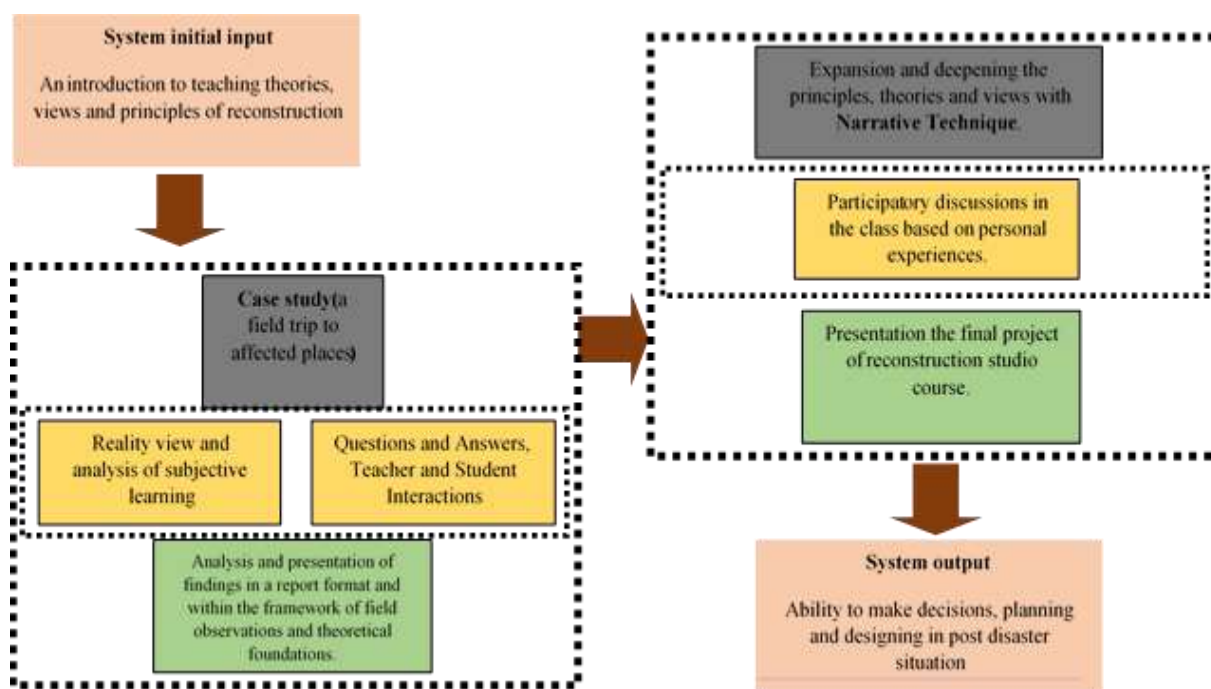 System initial input
An introduction to teaching theories,
views and principles of reconstruction
Case study(a
field trip to
affected places)
Reality view and
analysis of subjective
learning
Questions and Answers,
Teacher and Student
Interactions
Analysis and presentation of
findings in a report format and
within the framework of field
observations and theoretical
foundations.
Expansion and deepening the
principles, theories and views with
Narrative Technique.
Participatory discussions in
the class based on personal
experiences.
Presentation the final project
of reconstruction studio
course.
System output
Ability to make decisions, planning
and designing in post disaster
situation